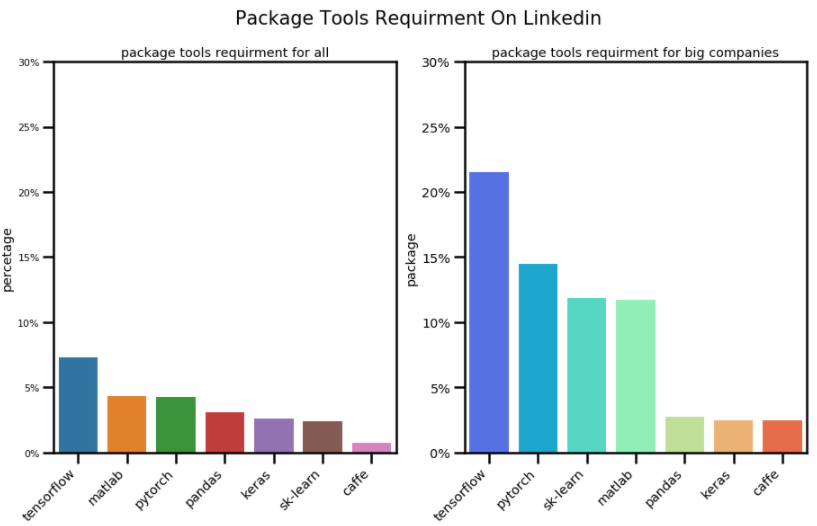 Package Tools Requirment On Linkedin
package tools requirment for all
percetage
30%
25%
20%
15%
10%
5%
0%
tensorflow
matlab
pytorch
pandas
keras
sk-learn
caffe
package tools requirment for big companies
package
30%
25%
20%
15%
10%
5%
0%
tensorflow
pytorch
sk-learn
matlab
pandas
keras
caffe